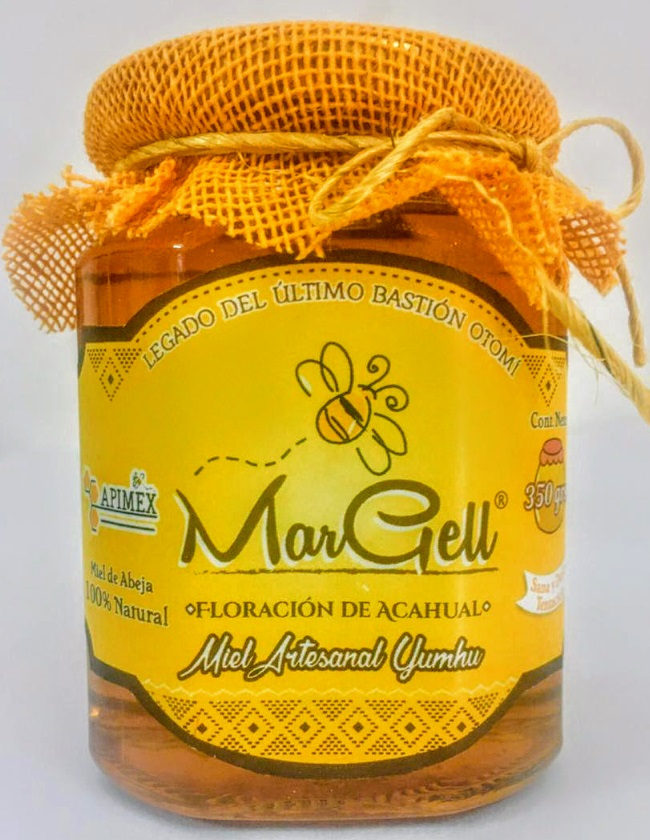 LEGADO DEL ÚLTIMO BASTIÓN OTOMÍ
APIMEX
Miel de Abeja
100% Natural
MarGell®
FLORACIÓN DE ACAHUAL
Miel Artesanal Yumhu
Cont.
350
Sana y